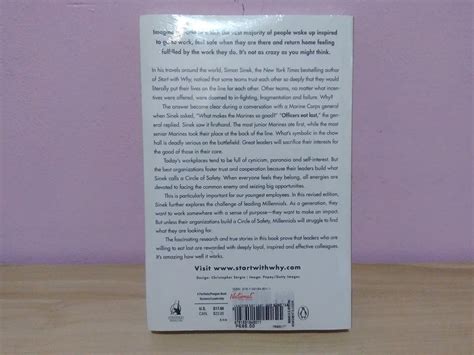 the vast majority of people wake up inspired
to go to work, feel safe when they are there and return home feeling
fulfilled by the work they do. It's not as crazy as you might think.
In his travels around the world, Simon Sinek, the New York Times bestselling author
of Start with Why, noticed that some teams trust each other so deeply that they would
literally put their lives on the line for each other. Other teams, no matter what incentives
were offered, were doomed to in-fighting, fragmentation and failure. Why?
The answer became clear during a conversation with a Marine Corps general
when Sinek asked, "What makes the Marines so good?" "Officers eat last," the general
replied. Sinek saw it firsthand. The most junior Marines ate first, while the most
senior Marines took their place at the back of the line. What's symbolic in the chow
hall is deadly serious on the battlefield. Great leaders will sacrifice their interests for
the good of those in their care.
Today's workplaces tend to be full of cynicism, paranoia and self-interest. But
the best organizations foster trust and cooperation because their leaders build what
Sinek calls a Circle of Safety. When everyone feels they belong, all energies are
devoted to facing the common enemy and seizing big opportunities.
This is particularly important for our youngest employees. In this revised edition,
Sinek further explores the challenge of leading Millennials. As a generation, they
want to work somewhere with a sense of purpose—they want to make an impact.
But unless their organizations build a Circle of Safety, Millennials will struggle to find
what they are looking for.
The fascinating research and true stories in this book prove that leaders who
are willing to eat last are rewarded with deeply loyal, inspired and effective colleagues.
It's amazing how well it works.
Visit www.startwithwhy.com
National
U.S.
CAN.